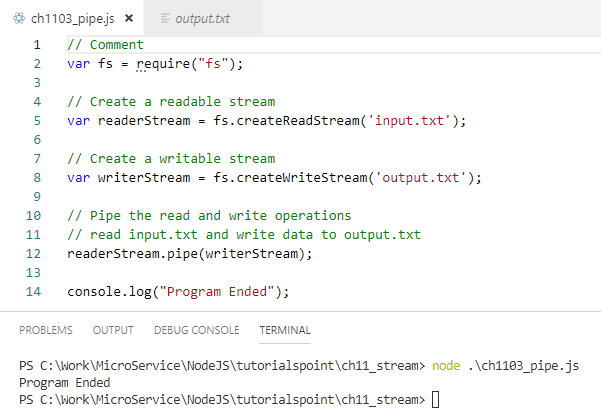 ch1103_pipe.js output.txt
1 // Comment
2 var fs = require("fs");
3
4 // Create a readable stream
5 var readerStream = fs.createReadStream('input.txt');
6
7 // Create a writable stream
8 var writerStream = fs.createWriteStream('output.txt');
9
10 // Pipe the read and write operations
11 // read input.txt and write data to output.txt
12 readerStream.pipe(writerStream);
13
14 console.log("Program Ended");
PROBLEMS OUTPUT DEBUG CONSOLE TERMINAL
PS C:\Work\MicroService\NodeJS\tutorialspoint\ch11_stream> node .\ch1103_pipe.js
Program Ended
PS C:\Work\MicroService\NodeJS\tutorialspoint\ch11_stream>